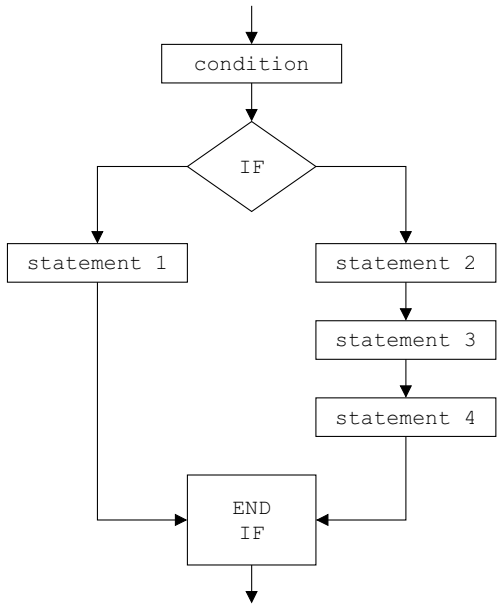 condition
IF
statement 1
statement 2
statement 3
statement 4
END
IF